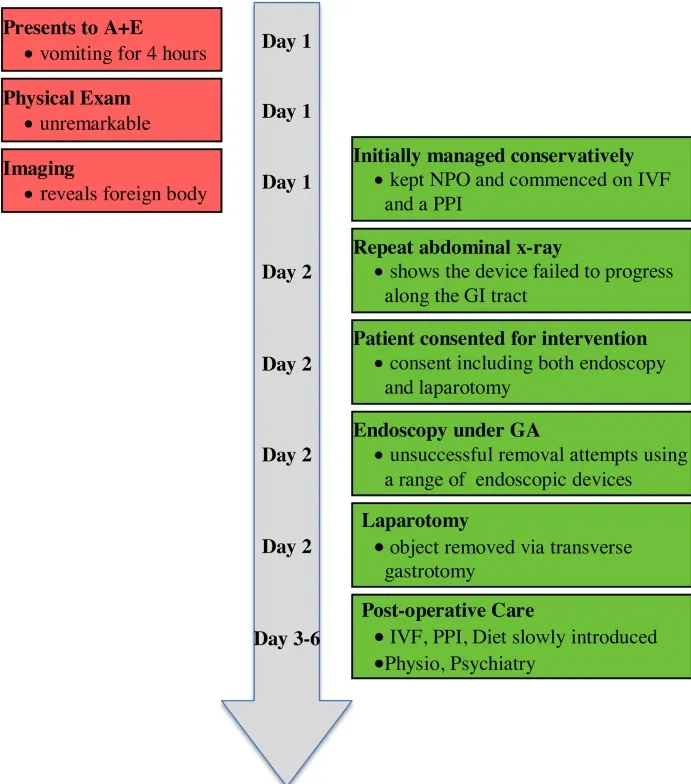 Presents to A+E
• vomiting for 4 hours
Day 1
Physical Exam
• unremarkable
Day 1
Imaging
• reveals foreign body
Day 1
Initially managed conservatively
• kept NPO and commenced on IVF
and a PPI
Day 2
Repeat abdominal x-ray
• shows the device failed to progress
along the GI tract
Day 2
Patient consented for intervention
• consent including both endoscopy
and laparotomy
Day 2
Endoscopy under GA
• unsuccessful removal attempts using
a range of endoscopic devices
Day 2
Laparotomy
• object removed via transverse
gastrotomy
Day 3-6
Post-operative Care
• IVF, PPI, Diet slowly introduced
•Physio, Psychiatry